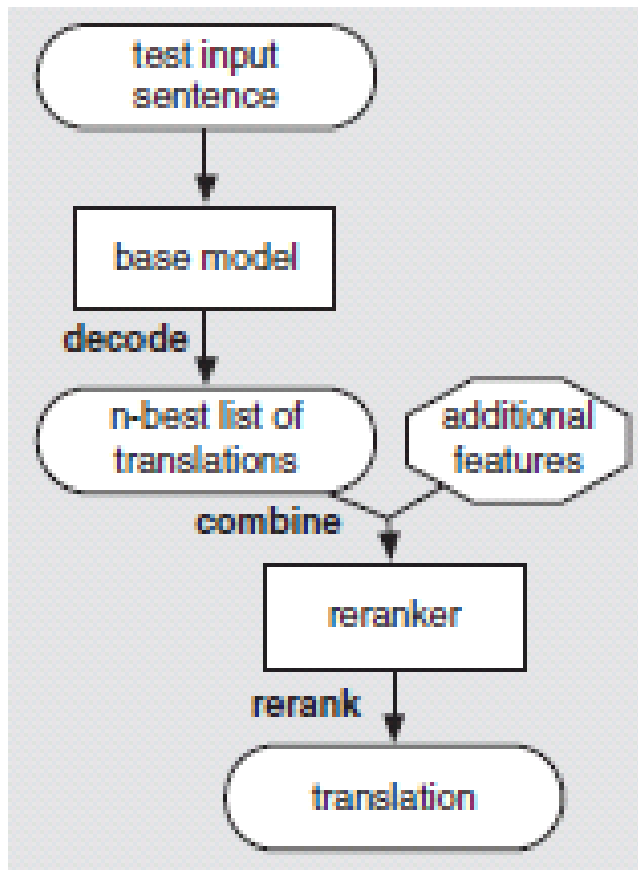 test input
sentence
base model
decode
n-best list of
translations
additional
features
combine
reranker
rerank
translation